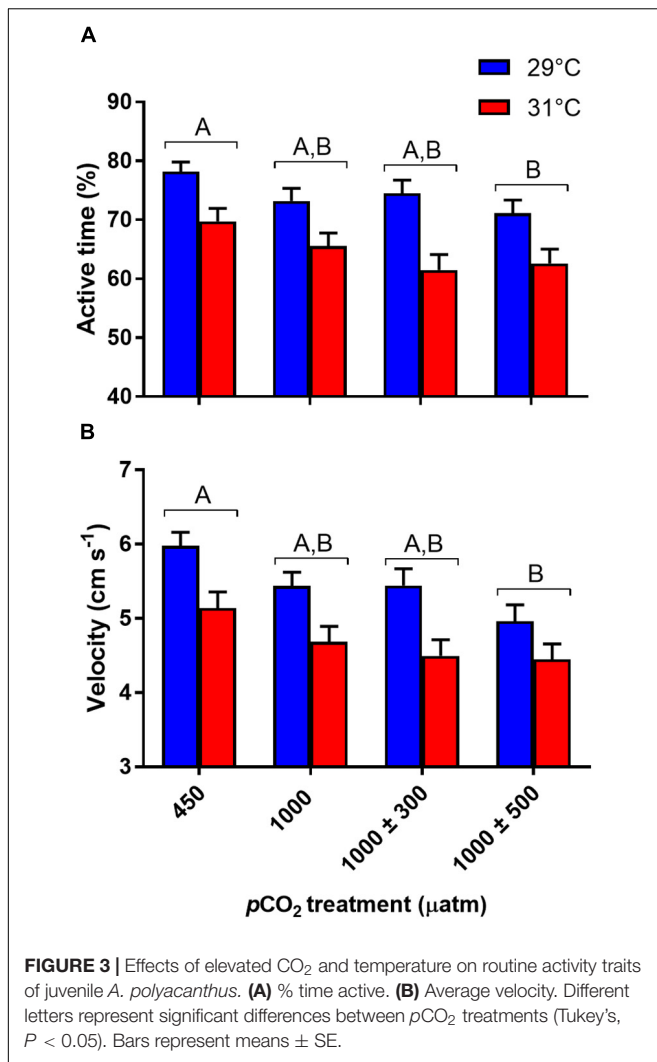 A
29°C
31°C
Active time (%)
90
80
70
60
50
40
A
A,B
A,B
B
B
Velocity (cm s⁻¹)
7
6
5
4
3
A
A,B
A,B
B
450
1000
1000 ± 300
1000 ± 500
pCO₂ treatment (µatm)
FIGURE 3 | Effects of elevated CO₂ and temperature on routine activity traits
of juvenile A. polyacanthus. (A) % time active. (B) Average velocity. Different
letters represent significant differences between pCO₂ treatments (Tukey's,
P < 0.05). Bars represent means ± SE.